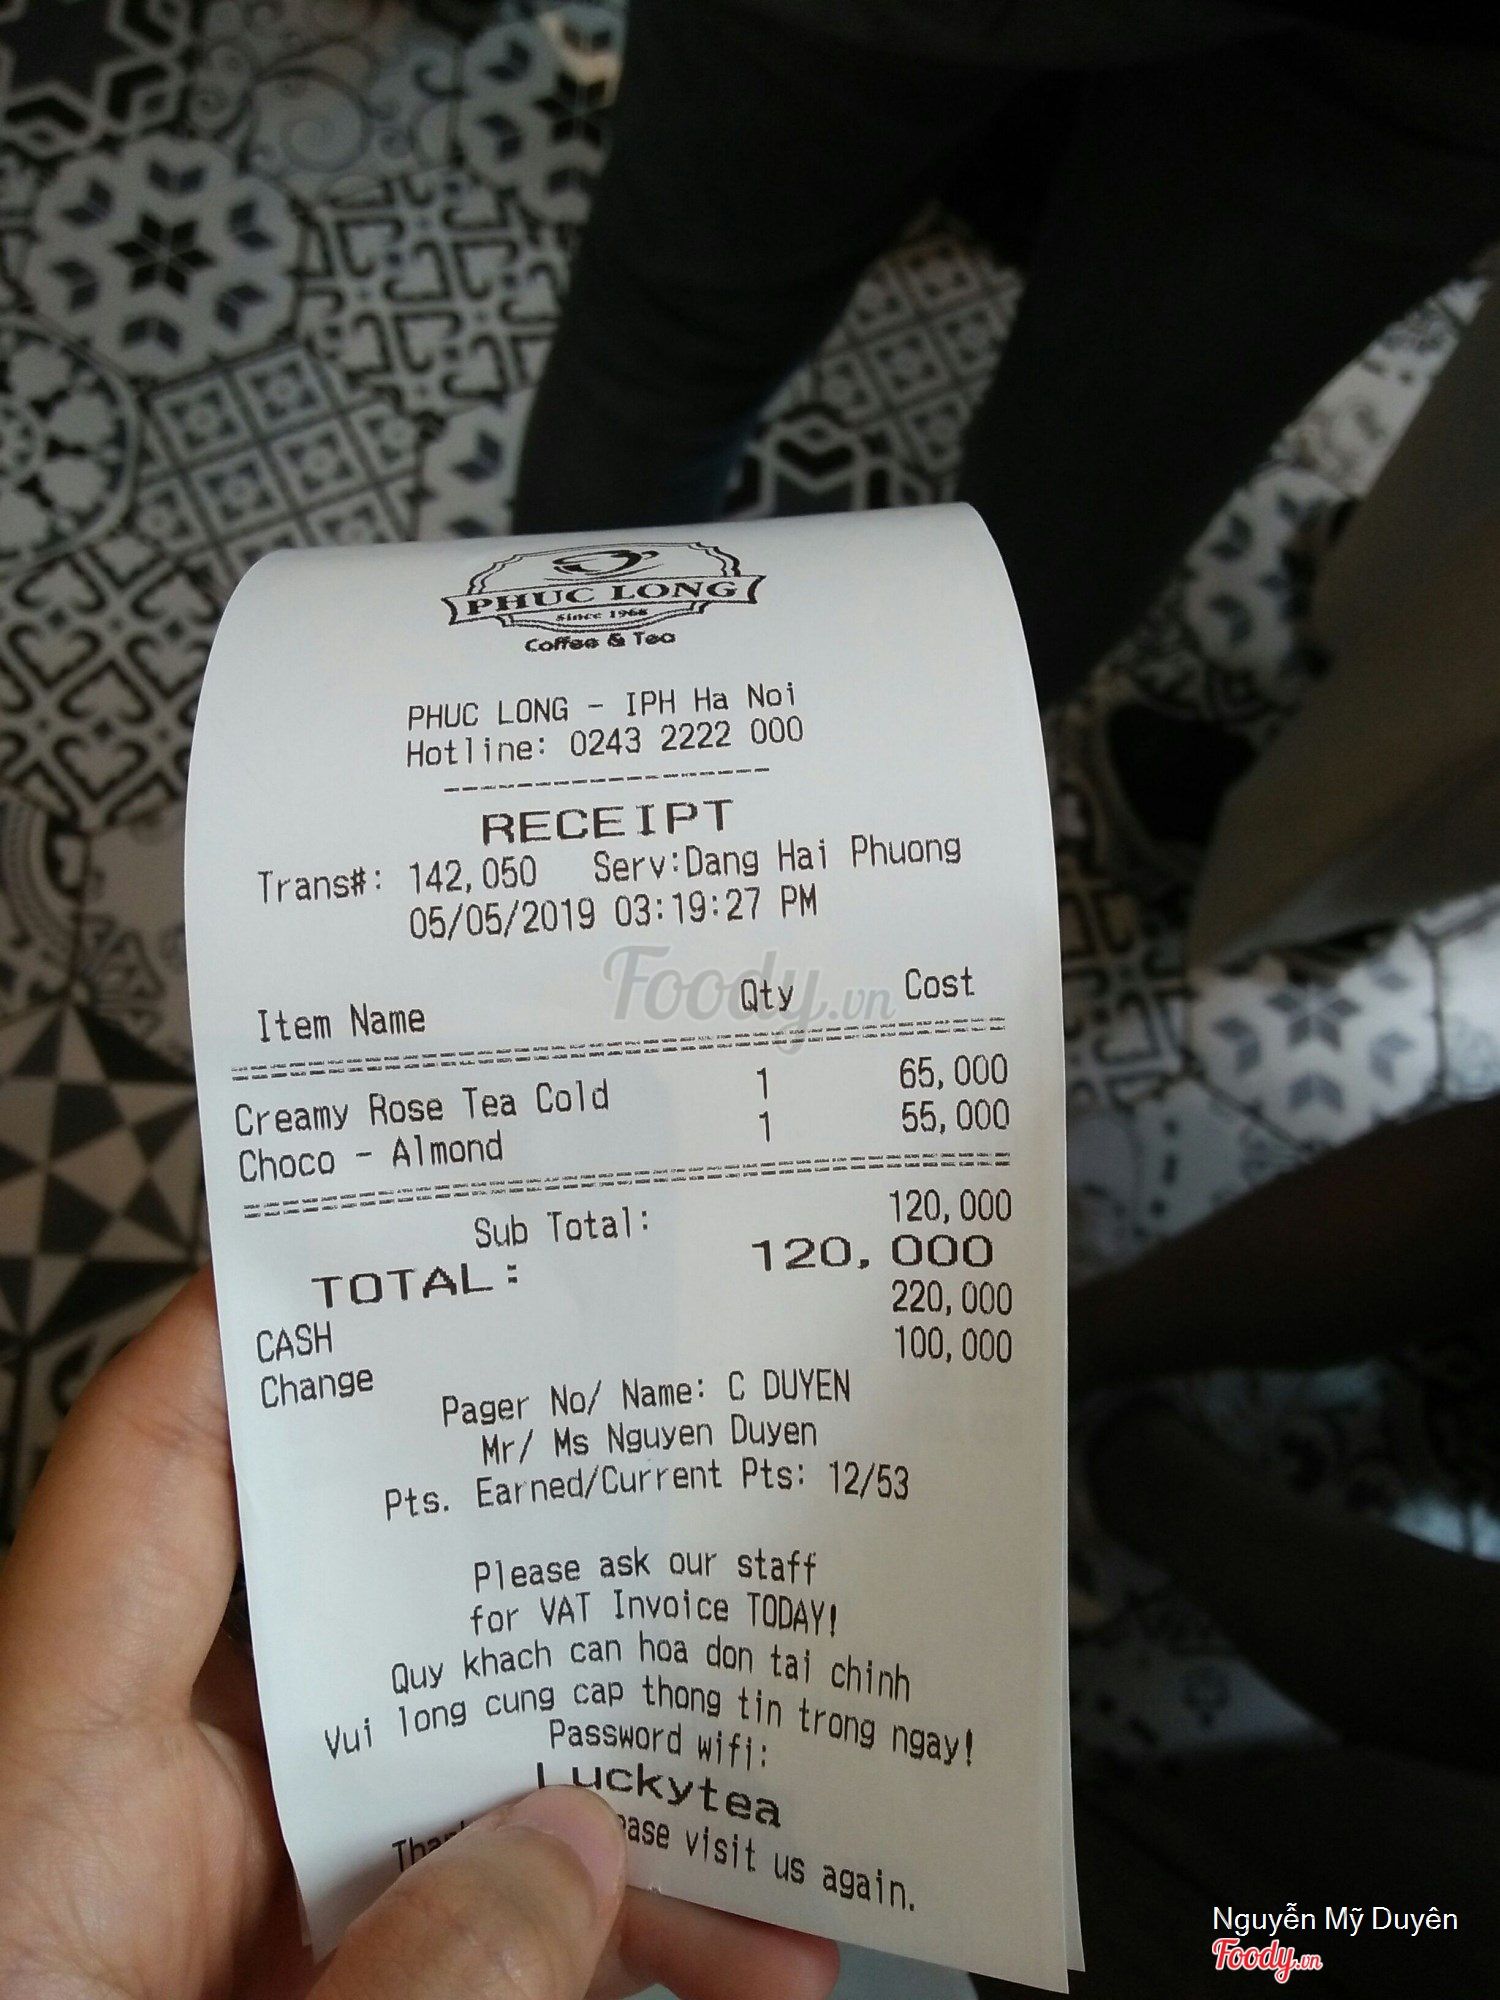 PHUC LONG
Since 1968
Coffee & Tea
PHUC LONG - IPH Ha Noi
Hotline: 0243 2222 000
RECEIPT
Trans#: 142,050 Serv:Dang Hai Phuong
05/05/2019 03:19:27 PM
Foody.vn
Item Name Qty Cost
Creamy Rose Tea Cold 1 65,000
Choco - Almond 1 55,000
Sub Total: 120,000
TOTAL: 120,000
CASH 220,000
Change 100,000
Pager No/ Name: C DUYEN
Mr/ Ms Nguyen Duyen
Pts. Earned/Current Pts: 12/53
Please ask our staff
for VAT Invoice TODAY!
Quy khach can hoa don tai chinh
Vui long cung cap thong tin trong ngay!
Password wifi:
Luckytea
visit us again.
Nguyễn Mỹ Duyên
Foody.vn